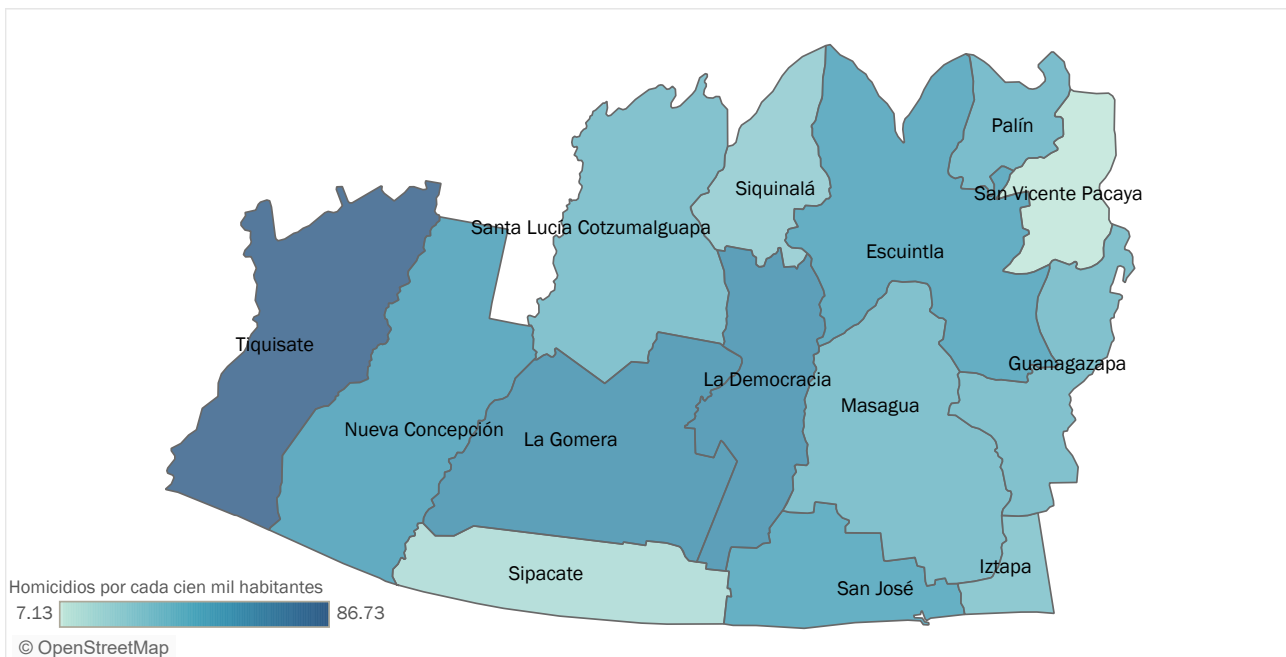 Palín
Siquinalá
San Vicente Pacaya
Santa Lucía Cotzumalguapa
Escuintla
Tiquisate
Guanagazapa
La Democracia
Masagua
Nueva Concepción
La Gomera
Iztapa
Sipacate
San José
Homicidios por cada cien mil habitantes
7.13 86.73
© OpenStreetMap